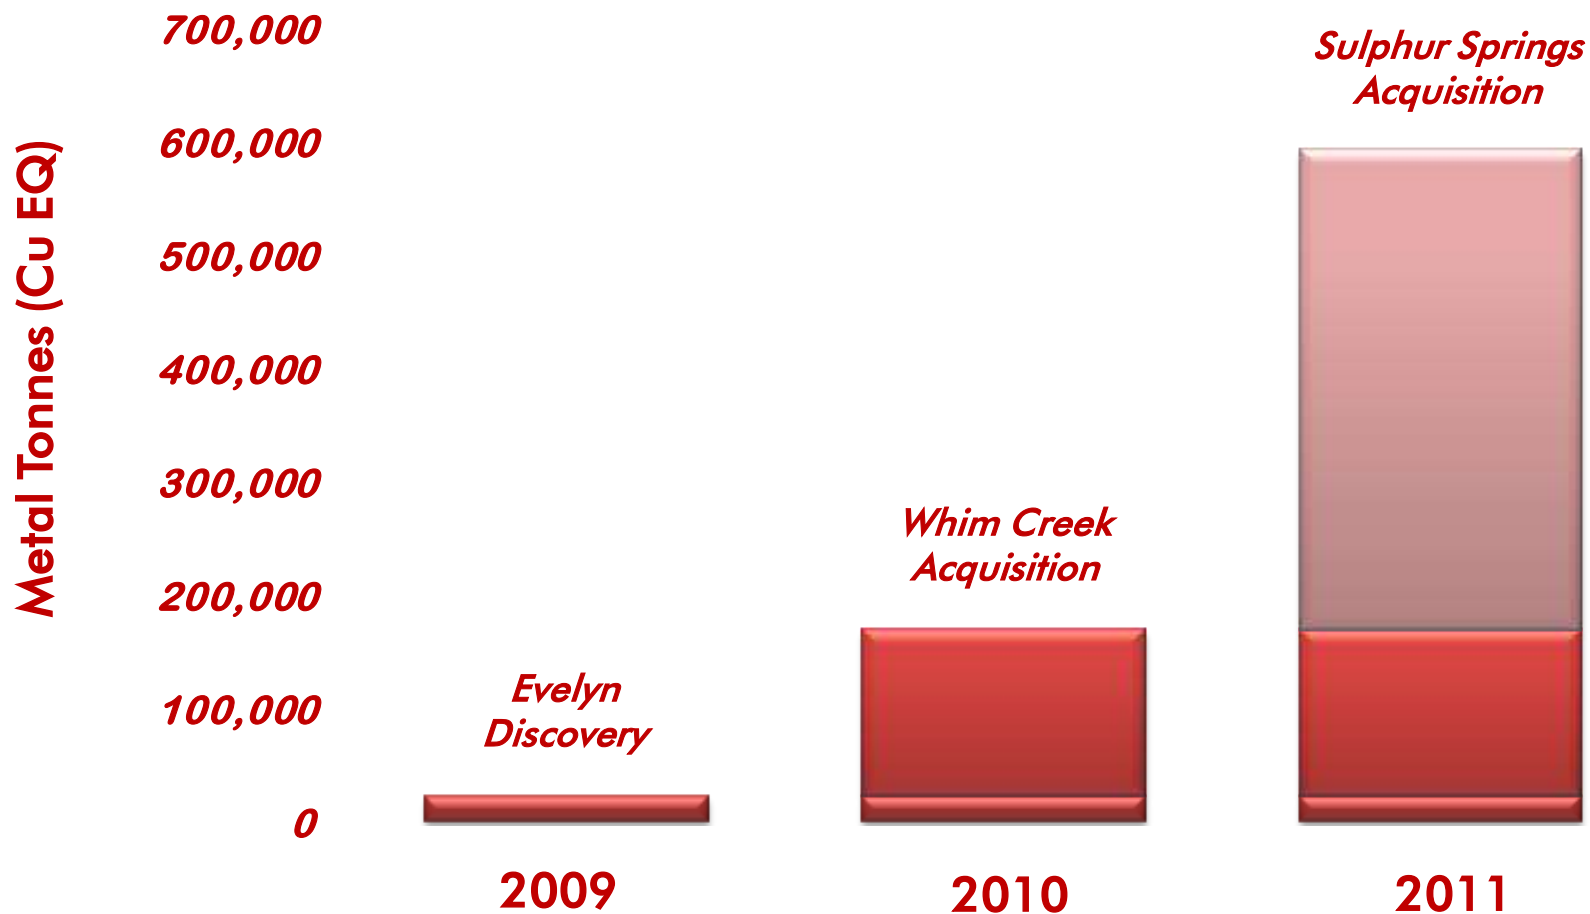 700,000
600,000
500,000
400,000
300,000
200,000
100,000
0
Metal Tonnes (Cu EQ)
Evelyn
Discovery
Whim Creek
Acquisition
Sulphur Springs
Acquisition
2009
2010
2011